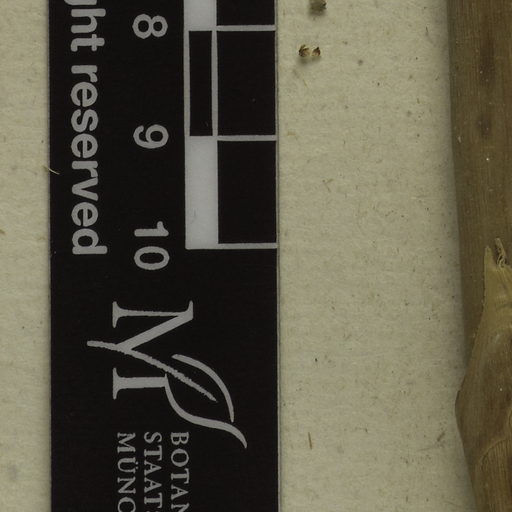 ght reserved
8
9
10
M
BOTAN
STAAT
MÜNC